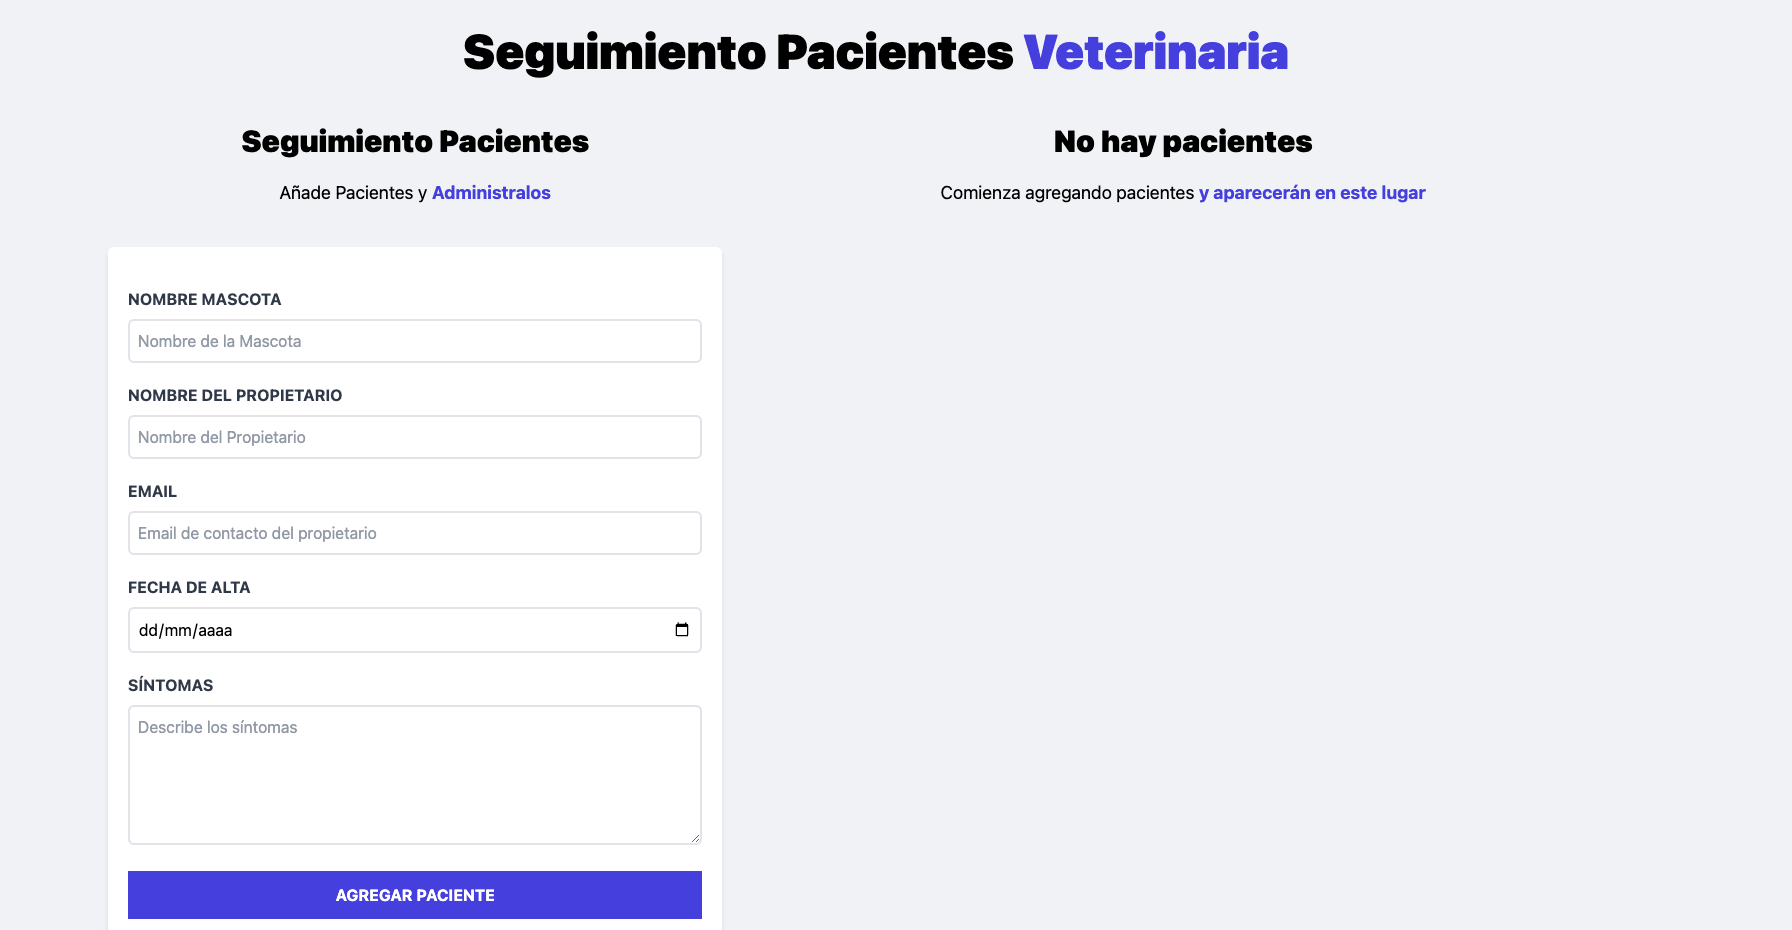 Seguimiento Pacientes Veterinaria
Seguimiento Pacientes
Añade Pacientes y Administralos
NOMBRE MASCOTA
Nombre de la Mascota
NOMBRE DEL PROPIETARIO
Nombre del Propietario
EMAIL
Email de contacto del propietario
FECHA DE ALTA
dd/mm/aaaa
SÍNTOMAS
Describe los síntomas
AGREGAR PACIENTE
No hay pacientes
Comienza agregando pacientes y aparecerán en este lugar